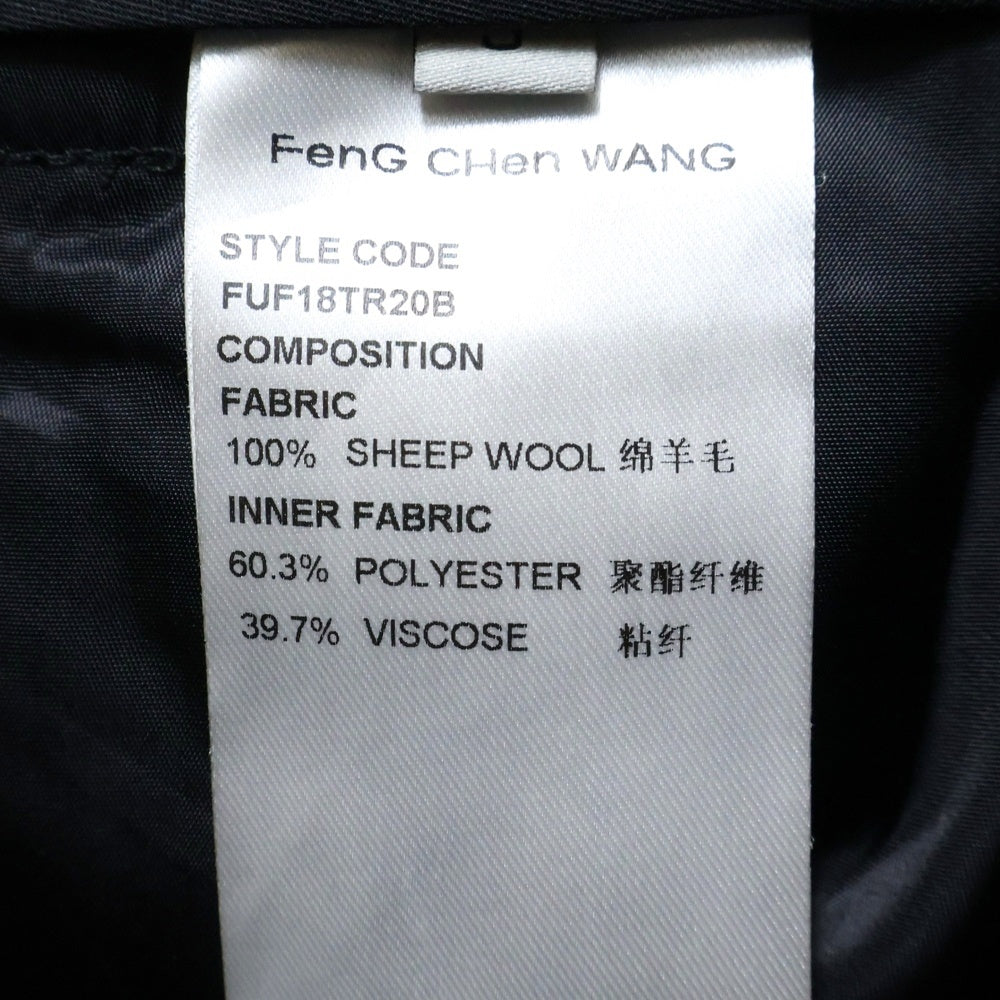 FenG CHen WANG
STYLE CODE
FUF18TR20B
COMPOSITION
FABRIC
100% SHEEP WOOL 绵羊毛
INNER FABRIC
60.3% POLYESTER 聚酯纤维
39.7% VISCOSE 粘纤